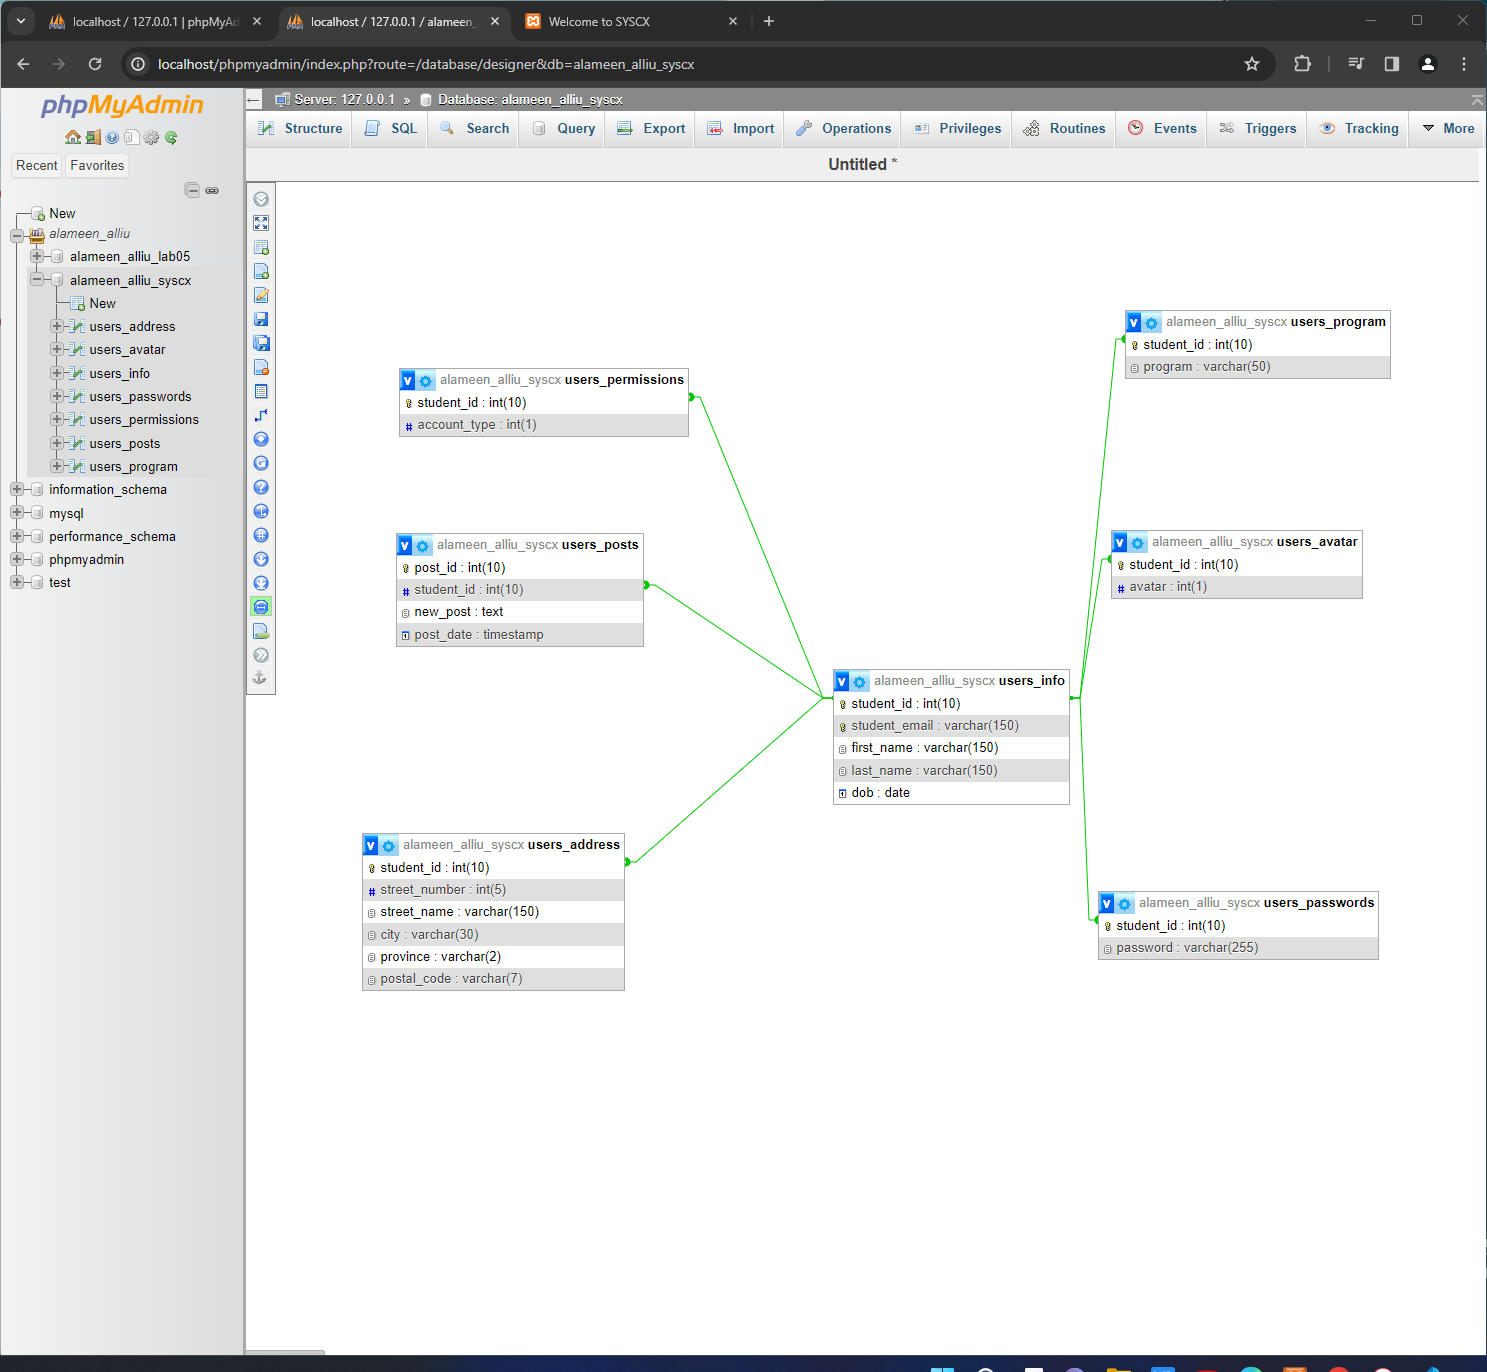 localhost / 127.0.0.1 | phpMyAd
localhost / 127.0.0.1 / alameen_
Welcome to SYSCX
localhost/phpmyadmin/index.php?route=/database/designer&db=alameen_alliu_syscx
phpMyAdmin
Recent
Favorites
New
alameen_alliu
alameen_alliu_lab05
alameen_alliu_syscx
New
users_address
users_avatar
users_info
users_passwords
users_permissions
users_posts
users_program
information_schema
mysql
performance_schema
phpmyadmin
test
Server: 127.0.0.1 » Database: alameen_alliu_syscx
Structure
SQL
Search
Query
Export
Import
Operations
Privileges
Routines
Events
Triggers
Tracking
More
Untitled *
alameen_alliu_syscx users_permissions
student_id : int(10)
account_type : int(1)
alameen_alliu_syscx users_posts
post_id : int(10)
student_id : int(10)
new_post : text
post_date : timestamp
alameen_alliu_syscx users_address
student_id : int(10)
street_number : int(5)
street_name : varchar(150)
city : varchar(30)
province : varchar(2)
postal_code : varchar(7)
alameen_alliu_syscx users_info
student_id : int(10)
student_email : varchar(150)
first_name : varchar(150)
last_name : varchar(150)
dob : date
alameen_alliu_syscx users_program
student_id : int(10)
program : varchar(50)
alameen_alliu_syscx users_avatar
student_id : int(10)
avatar : int(1)
alameen_alliu_syscx users_passwords
student_id : int(10)
password : varchar(255)